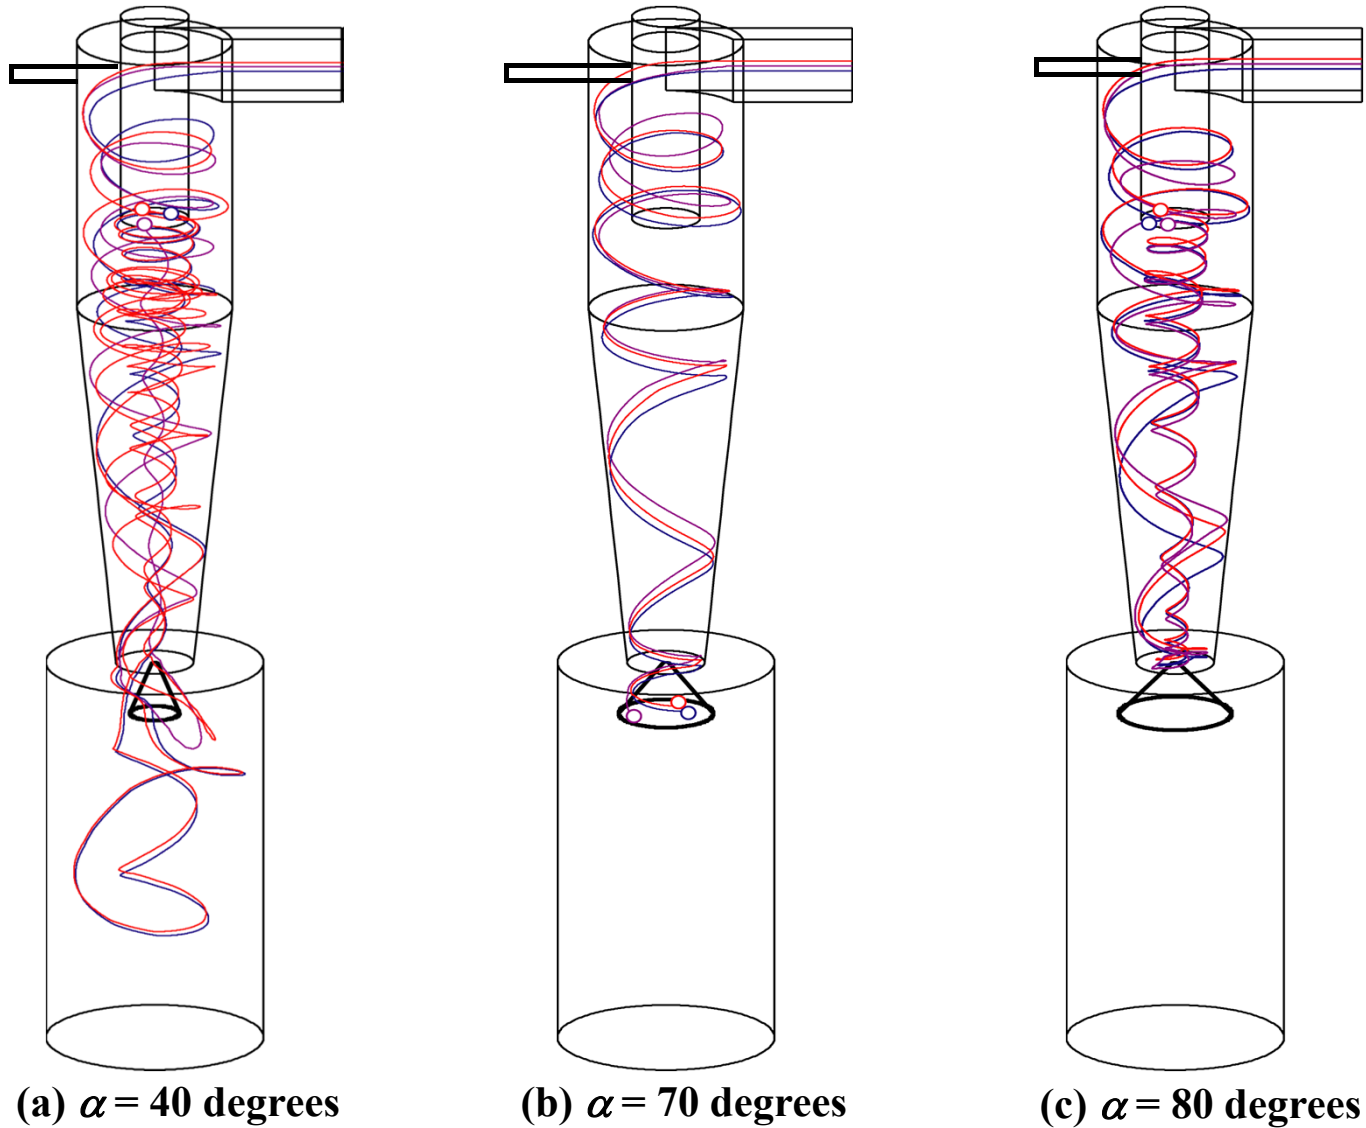 (a) α = 40 degrees
(b) α = 70 degrees
(c) α = 80 degrees